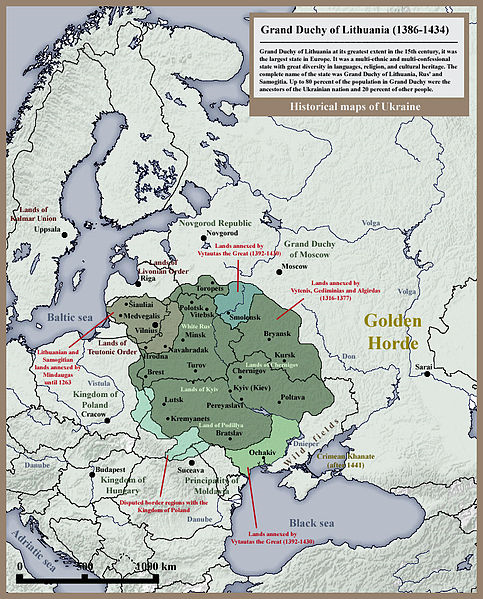 Grand Duchy of Lithuania (1386-1434)
Grand Duchy of Lithuania at its greatest extent in the 15th century, it was
the largest state in Europe. It was a multi-ethnic and multi-confessional
state with great diversity in languages, religion, and cultural heritage. The
complete name of the state was Grand Duchy of Lithuania, Rus' and
Samogitia. Up to 80 percent of the population in Grand Duchy were the
ancestors of the Ukrainian nation and 20 percent of other people.
Historical maps of Ukraine
Lands of
Kalmar Union
Uppsala
Novgorod Republic
Novgorod
Volga
Lands annexed by
Vytautas the Great (1392-1430)
Grand Duchy
of Moscow
Moscow
Lands of
Livonian Order
Riga
Toropets
Lands annexed by
Vytenis, Gediminias and Algirdas
(1316-1377)
Volga
Šiauliai
Medvegalis
Polotsk
Vitebsk
Smolensk
Baltic sea
Vilnius
White Rus
Minsk
Bryansk
Golden
Horde
Lands of
Teutonic Order
Navahradak
Hrodna
Lithuanian and
Samogitian
lands annexed by
Mindaugas
until 1263
Kursk
Don
Lands of Chernigov
Chernigov
Turov
Brest
Sarai
Vistula
Kingdom of
Poland
Cracow
Lands of Kyiv
Kyiv (Kiev)
Lutsk
Pereyaslavl
Poltava
Kremyanets
Land of Podillya
Bratslav
Wild Fields
Dnieper
Ochakiv
Crimean Khanate
(after 1441)
Danube
Budapest
Kingdom of
Hungary
Suceava
Principality of
Moldavia
Disputed border regions with the
Kingdom of Poland
Danube
Black sea
Lands annexed by
Vytautas the Great (1392-1430)
Adriatic sea
0 500 1000 km